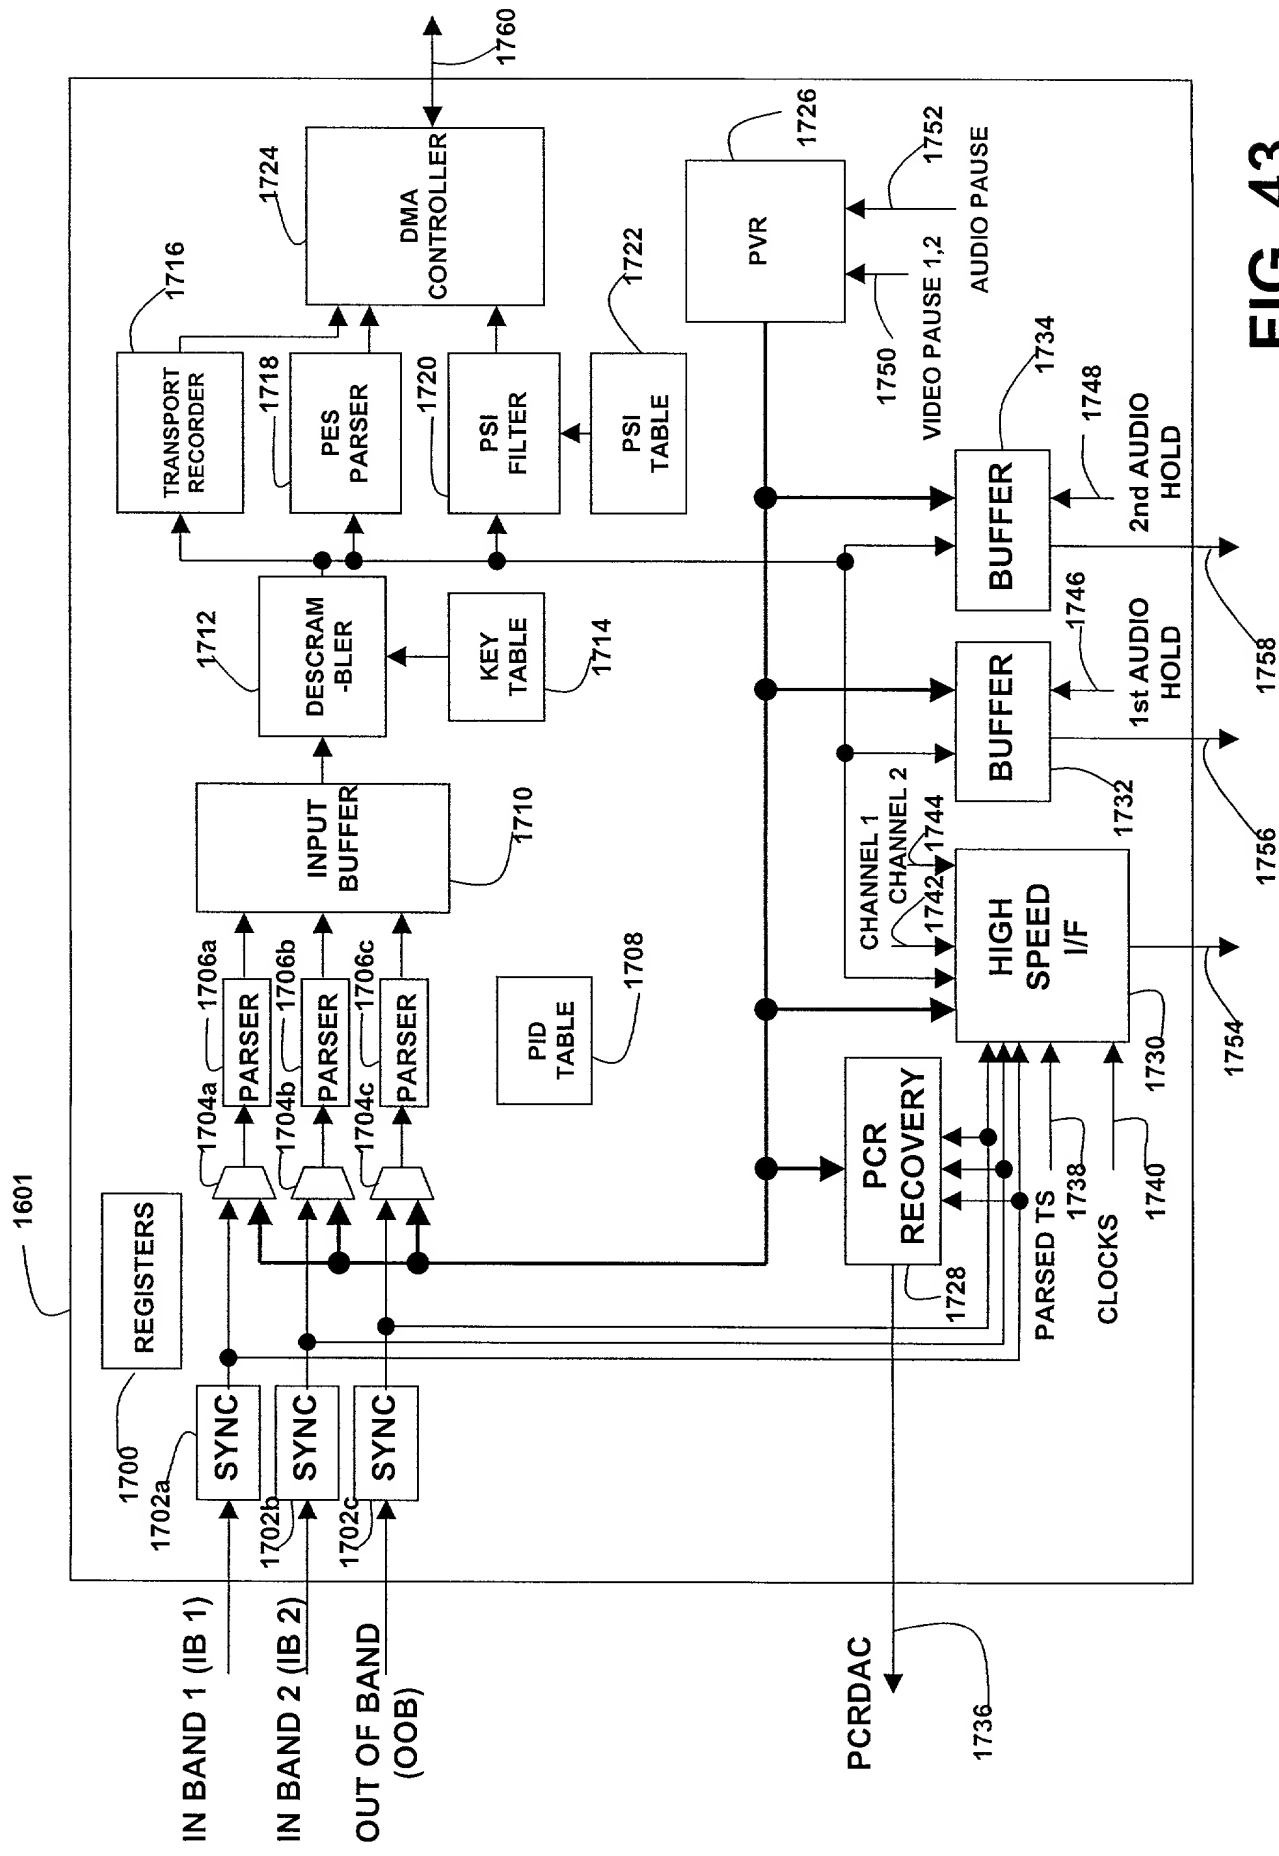 1601
1700
REGISTERS
IN BAND 1 (IB 1)
IN BAND 2 (IB 2)
OUT OF BAND
(OOB)
1702a
SYNC
1702b
SYNC
1702c
SYNC
1704a
1706a
PARSER
1704b
1706b
PARSER
1704c
1706c
PARSER
PID
TABLE
1708
INPUT
BUFFER
1710
1712
DESCRAM
-BLER
KEY
TABLE
1714
TRANSPORT
RECORDER
1716
1718
PES
PARSER
1720
PSI
FILTER
PSI
TABLE
1722
1724
DMA
CONTROLLER
1760
PVR
1726
1750
VIDEO PAUSE 1,2
1752
AUDIO PAUSE
PCR
RECOVERY
1728
PCRDAC
1736
PARSED TS
1738
CLOCKS
1740
CHANNEL 1
CHANNEL 2
1742
1744
HIGH
SPEED
I/F
1730
1754
BUFFER
1732
1746
1st AUDIO
HOLD
1756
BUFFER
1734
1748
2nd AUDIO
HOLD
1758
FIG. 43